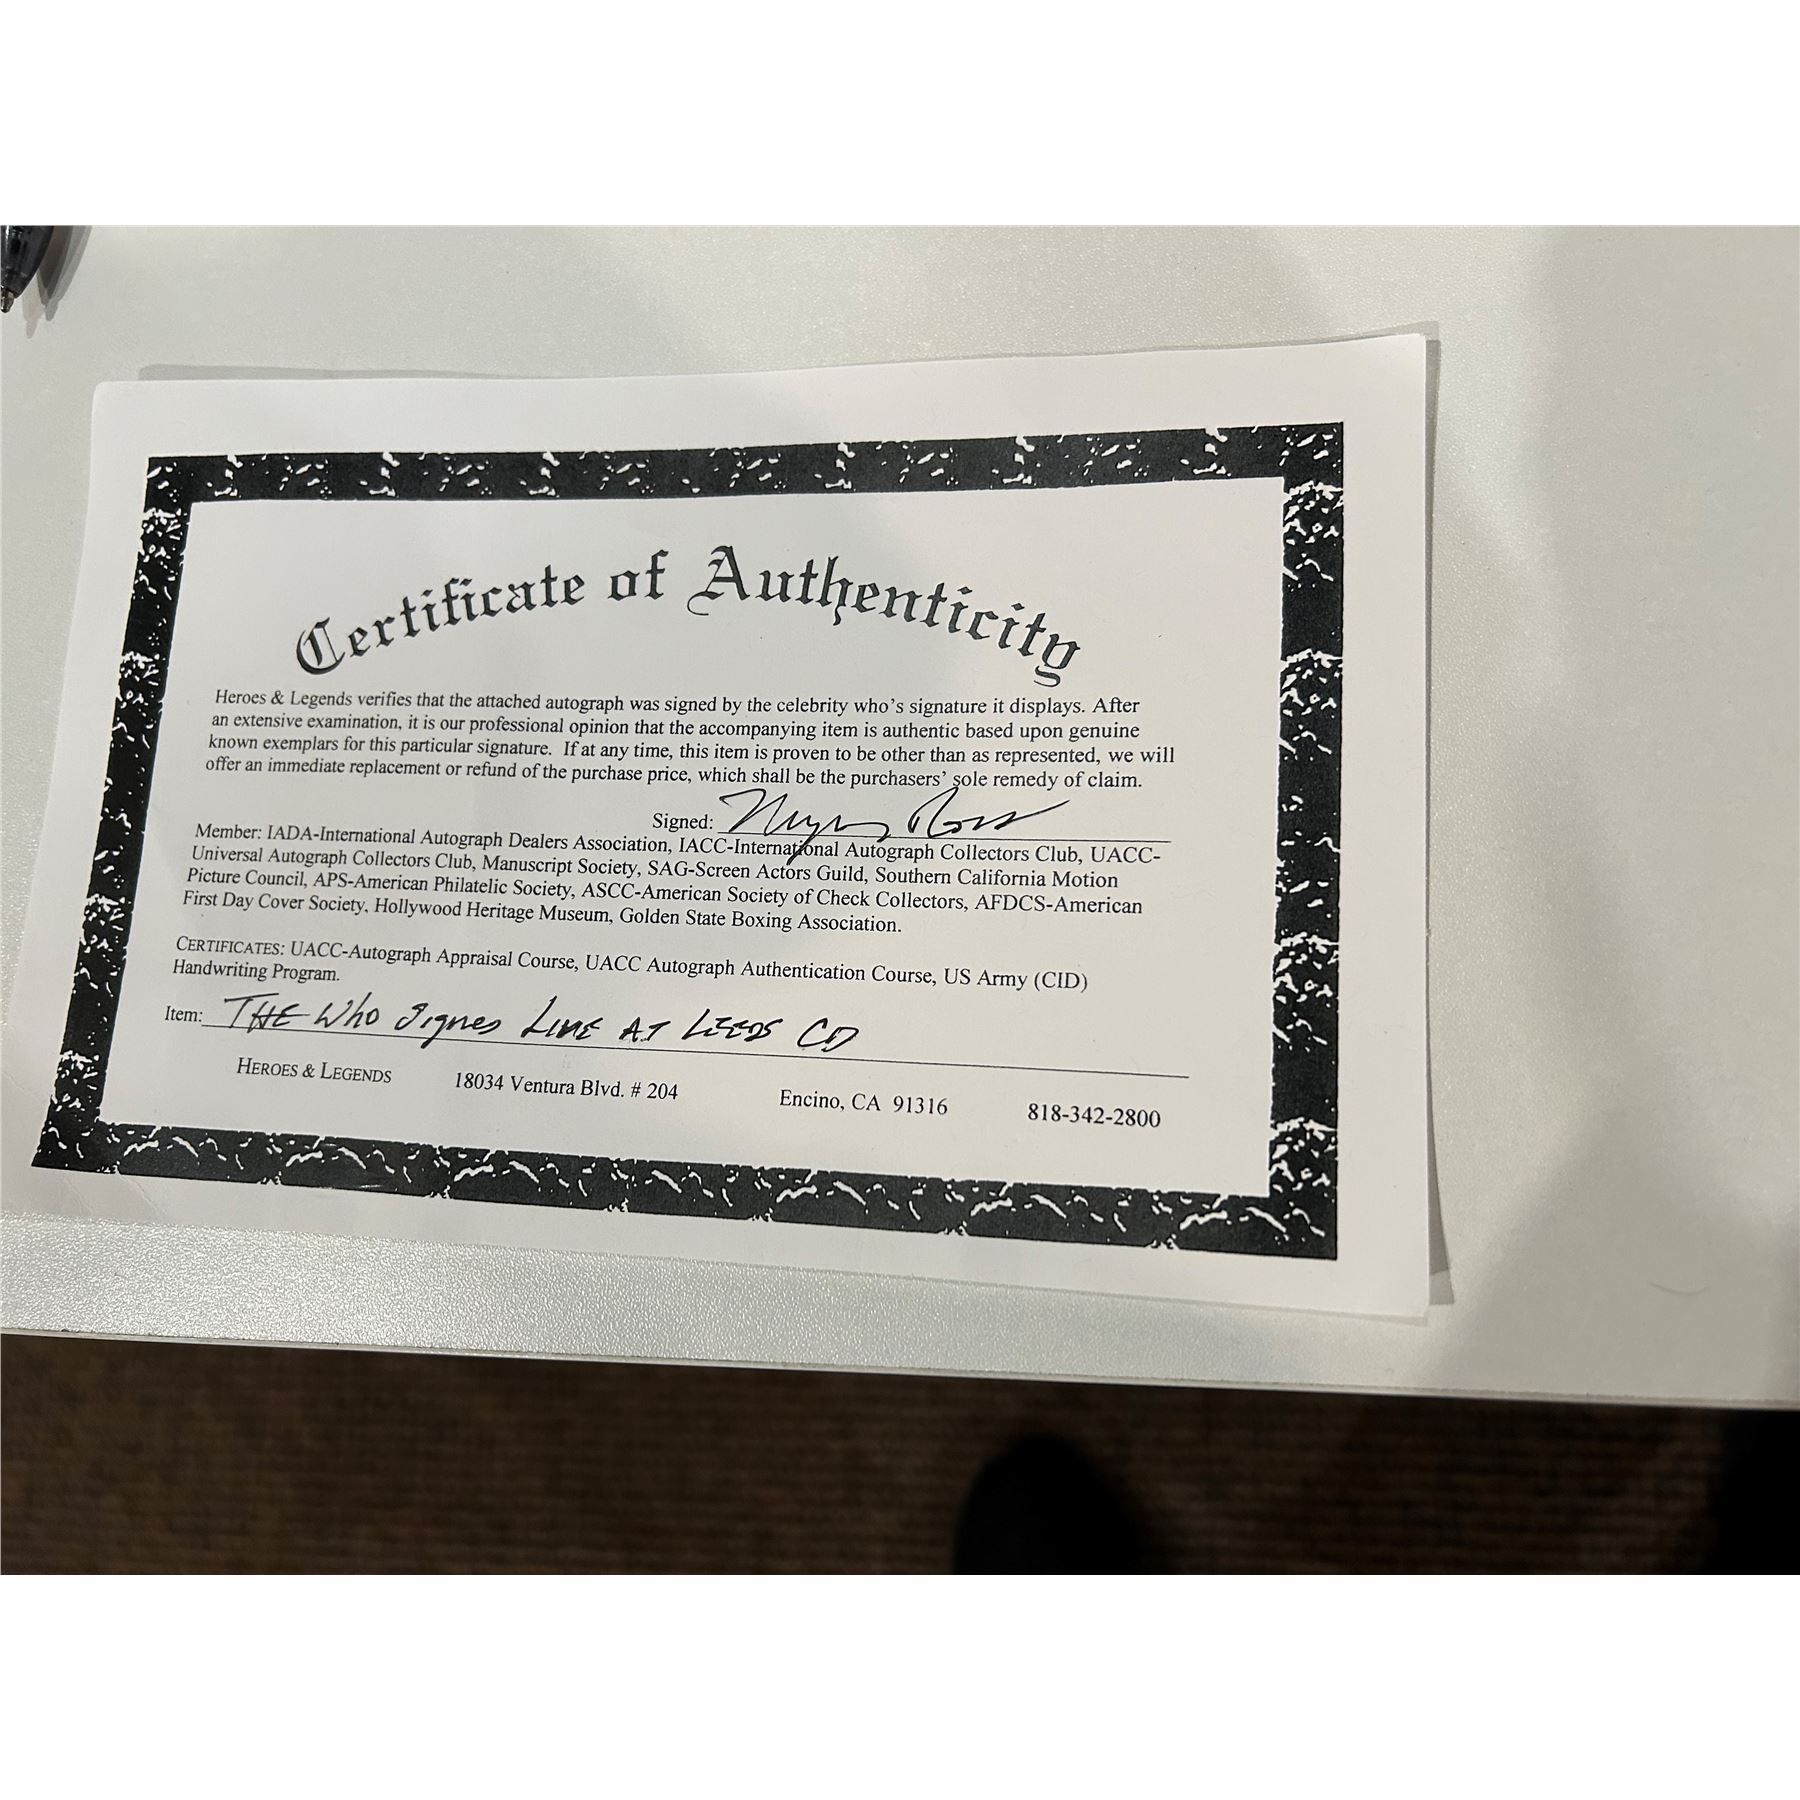 Certificate of Authenticity
Heroes & Legends verifies that the attached autograph was signed by the celebrity who's signature it displays. After
an extensive examination, it is our professional opinion that the accompanying item is authentic based upon genuine
known exemplars for this particular signature. If at any time, this item is proven to be other than as represented, we will
offer an immediate replacement or refund of the purchase price, which shall be the purchasers' sole remedy of claim.
Signed:
Member: IADA-International Autograph Dealers Association, IACC-International Autograph Collectors Club, UACC-
Universal Autograph Collectors Club, Manuscript Society, SAG-Screen Actors Guild, Southern California Motion
Picture Council, APS-American Philatelic Society, ASCC-American Society of Check Collectors, AFDCS-American
First Day Cover Society, Hollywood Heritage Museum, Golden State Boxing Association.
CERTIFICATES: UACC-Autograph Appraisal Course, UACC Autograph Authentication Course, US Army (CID)
Handwriting Program.
Item: THE Who Signed LIVE AT LEEDS CD
HEROES & LEGENDS 18034 Ventura Blvd. # 204 Encino, CA 91316 818-342-2800